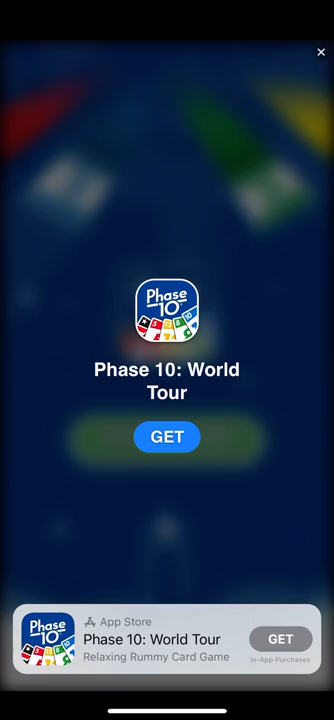 Phase
10
Phase 10: World
Tour
GET
Phase
10
App Store
Phase 10: World Tour
Relaxing Rummy Card Game
GET
In-App Purchases